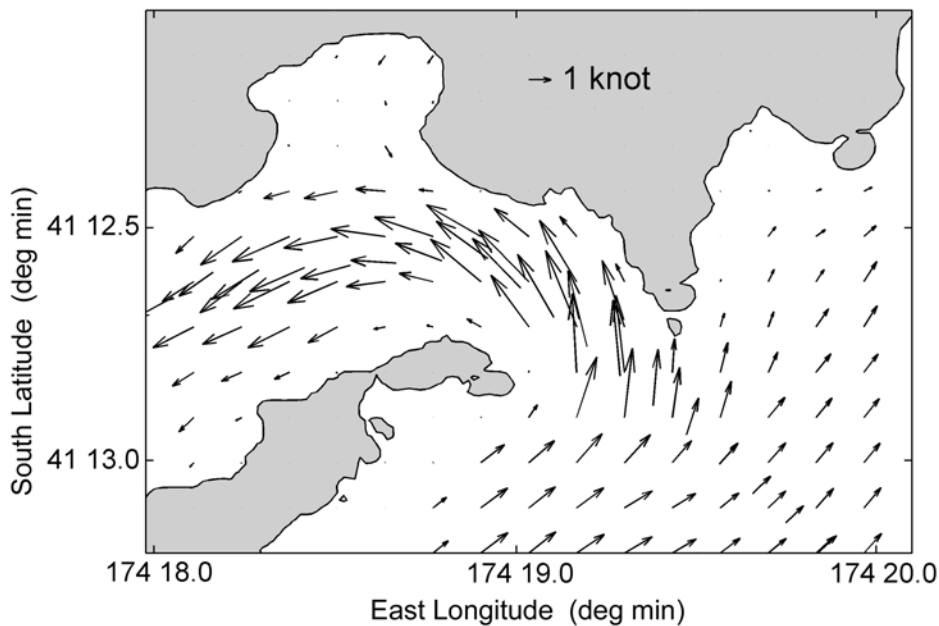 1 knot
41 12.5
41 13.0
South Latitude (deg min)
174 18.0 174 19.0 174 20.0
East Longitude (deg min)